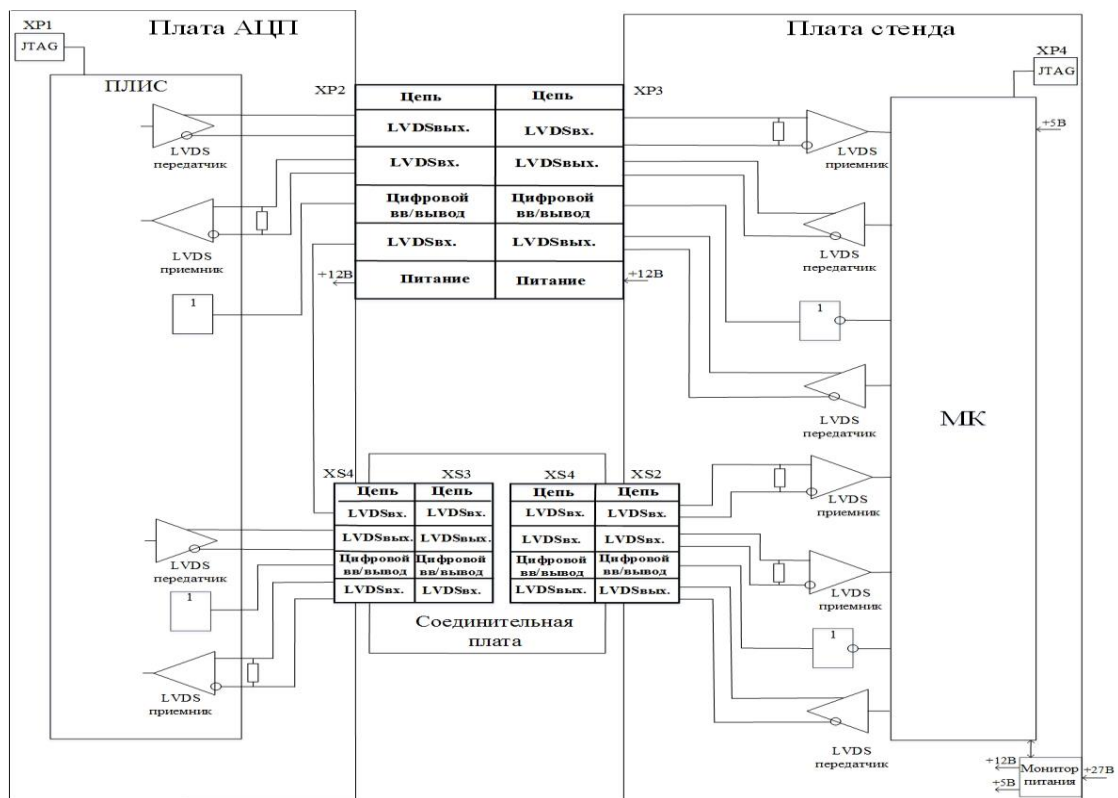 Плата АЦП
Плата стенда
XP1
JTAG
XP4
JTAG
ПЛИС
XP2
XP3
Цепь
Цепь
LVDSвых.
LVDSвх.
LVDSвх.
LVDSвых.
Цифровой
вв/вывод
Цифровой
вв/вывод
LVDSвх.
LVDSвых.
Питание
Питание
+12В
+12В
+5В
LVDS
передатчик
LVDS
приемник
1
LVDS
приемник
LVDS
передатчик
1
LVDS
передатчик
МК
XS4
XS3
XS4
XS2
Цепь
Цепь
Цепь
Цепь
LVDSвх.
LVDSвх.
LVDSвх.
LVDSвх.
LVDSвых.
LVDSвых.
LVDSвх.
LVDSвх.
Цифровой
вв/вывод
Цифровой
вв/вывод
Цифровой
вв/вывод
Цифровой
вв/вывод
LVDSвх.
LVDSвх.
LVDSвых.
LVDSвых.
Соединительная
плата
LVDS
передатчик
1
LVDS
приемник
LVDS
приемник
LVDS
приемник
1
LVDS
передатчик
+12В
+5В
Монитор
питания
+27В